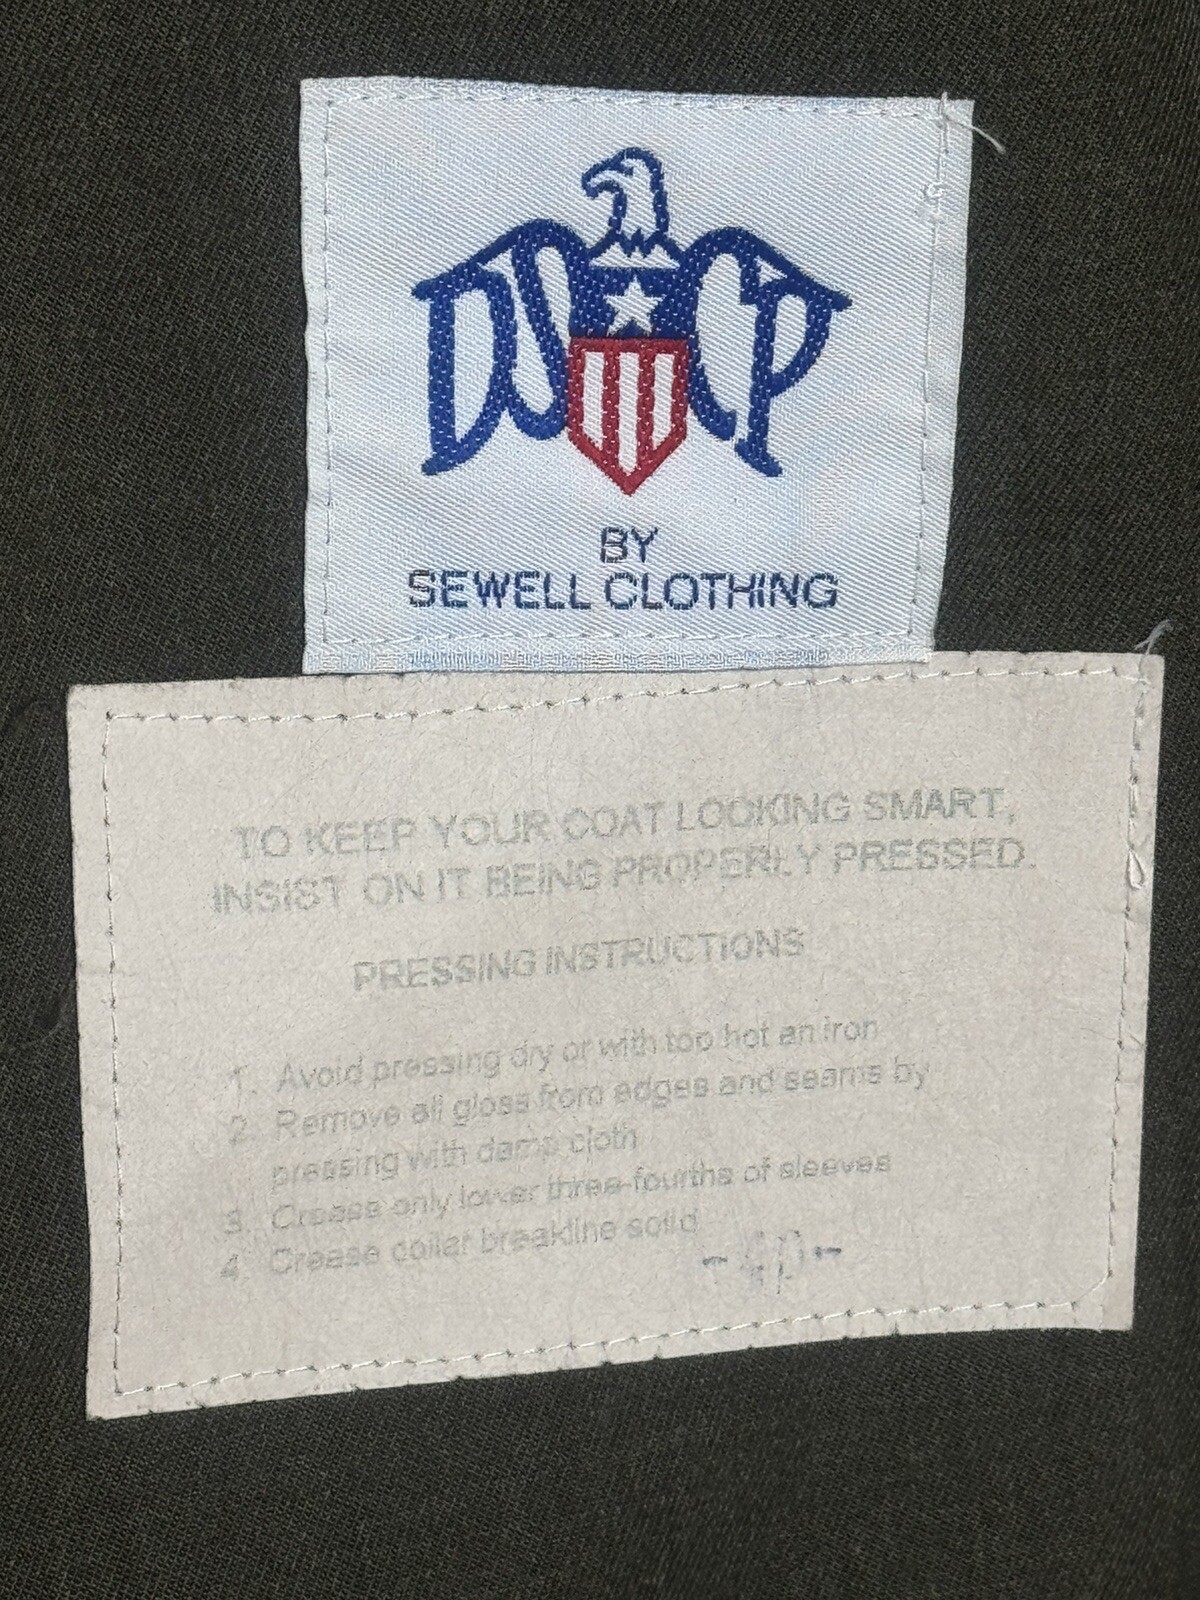 DSCP
BY
SEWELL CLOTHING
TO KEEP YOUR COAT LOOKING SMART,
INSIST ON IT BEING PROPERLY PRESSED.
PRESSING INSTRUCTIONS
1. Avoid pressing dry or with too hot an iron
2. Remove all gloss from edges and seams by
pressing with damp cloth
3. Crease only lower three-fourths of sleeves
4. Crease collar breakline solid